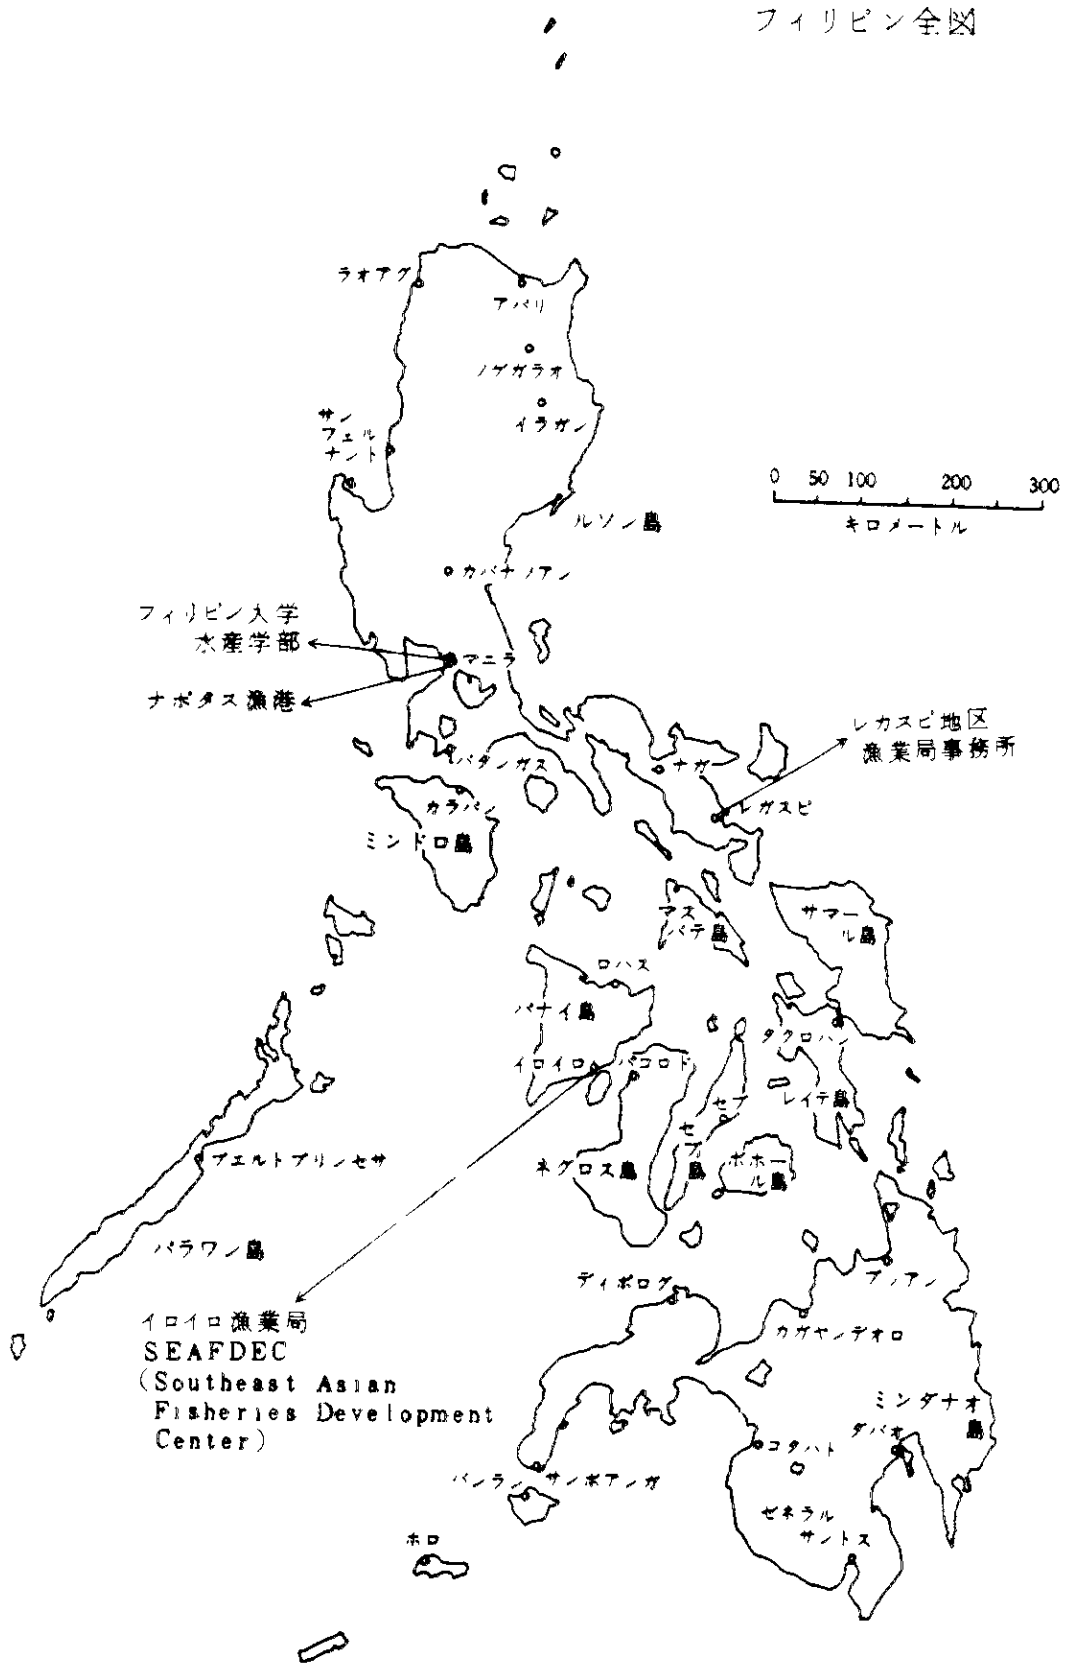 フィリピン全図
ラオアグ
アパリ
ノゲガラオ
イラガン
サン
フェル
ナント
0 50 100 200 300
キロメートル
ルソン島
カバナノアン
フィリピン大学
水産学部
マニラ
ナボタス漁港
レカスピ地区
漁業局事務所
バタンガス
ナガ
レガスピ
カラパン
ミンドロ島
マス
バテ島
サマー
ル島
ロハス
パナイ島
タクロバン
イロイロ
バコロド
セブ
レイテ島
セブ島
プエルトプリンセサ
ネグロス島
ボホー
ル島
パラワン島
ディポログ
ブノアン
カガヤンデオロ
イロイロ漁業局
SEAFDEC
(Southeast Asian
Fisheries Development
Center)
ミンダナオ
島
ダバオ
コタバト
バシラン
サンボアンガ
ゼネラル
サントス
ホロ